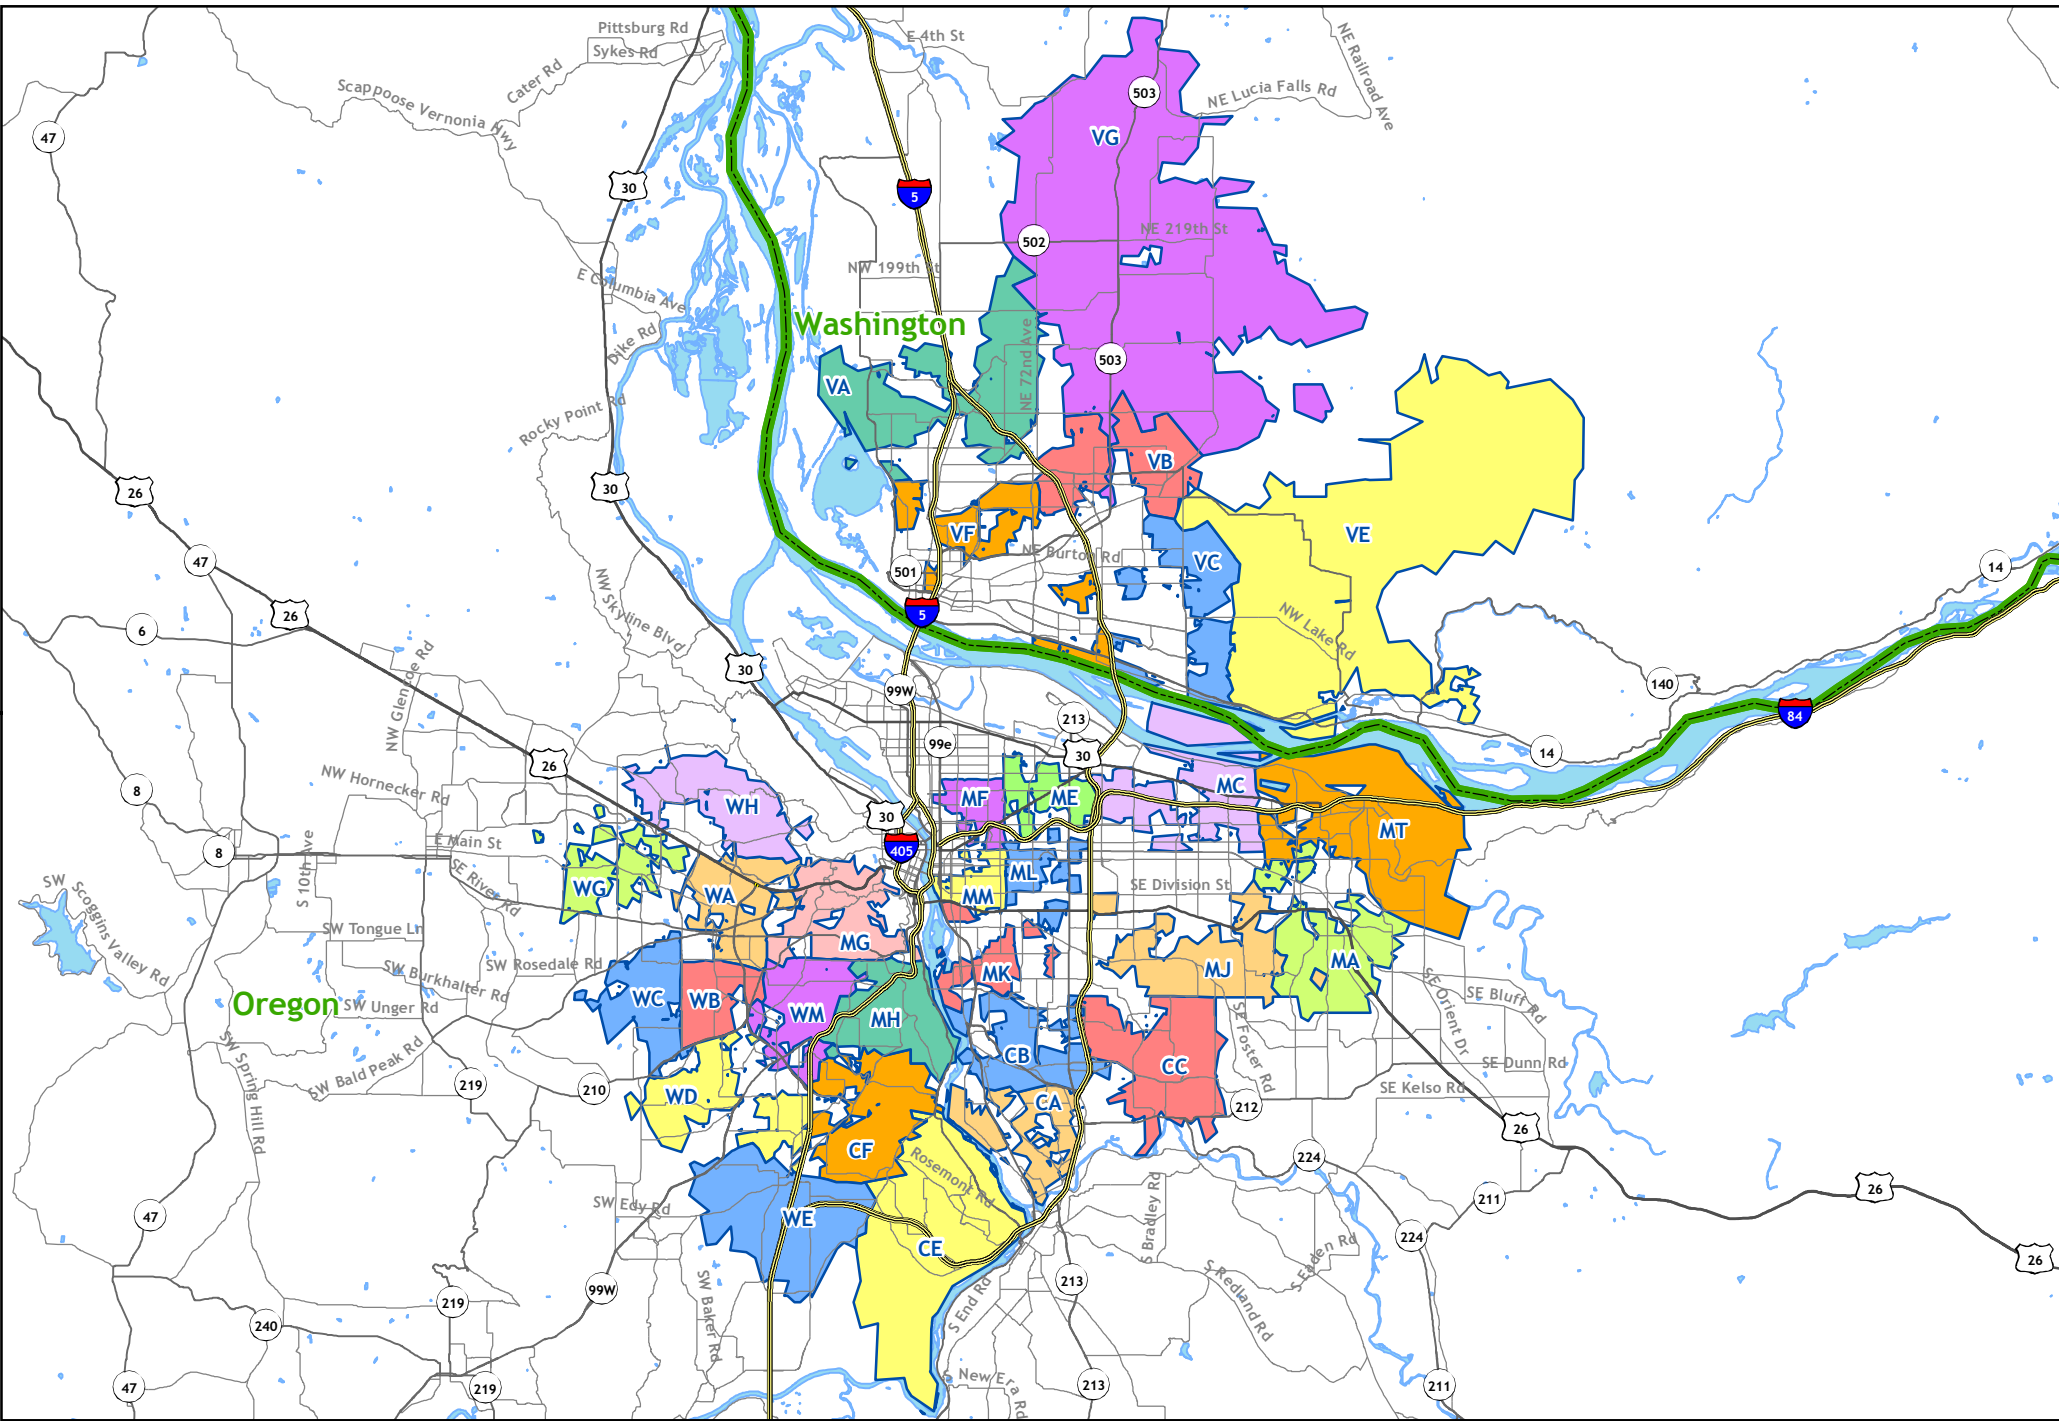 Pittsburg Rd
E 4th St
Sykes Rd
NE Railroad Ave
Cater Rd
Scappoose Vernonia Hwy
503
NE Lucia Falls Rd
47
VG
30
5
NE 219th St
502
NW 199th St
E Columbia Ave
Washington
Dike Rd
NE 72nd Ave
503
VA
Rocky Point Rd
VB
30
26
VF
VE
NE Burton Rd
47
VC
501
14
NW Skyline Blvd
26
5
6
NW Lake Rd
30
NW Glencoe Rd
99W
140
213
84
99e
14
30
26
NW Hornecker Rd
8
WH
MF
ME
MC
30
MT
E Main St
S 10th Ave
8
405
SE River Rd
ML
WG
WA
MM
SE Division St
SW Scoggins Valley Rd
SW Tongue Ln
MG
SW Rosedale Rd
SW Burkhalter Rd
MK
MJ
MA
WC
WB
Oregon
SW Unger Rd
WM
MH
SE Bluff Rd
SE Orient Dr
SE Foster Rd
CB
SW Bald Peak Rd
SW Spring Hill Rd
CC
SE Dunn Rd
219
210
WD
SE Kelso Rd
CA
212
26
CF
224
Rosemont Rd
26
211
SW Edy Rd
47
WE
S Bradley Rd
224
CE
S Eaden Rd
26
213
S Redland Rd
99W
219
SW Baker Rd
S End Rd
240
S New Era Rd
47
219
213
211